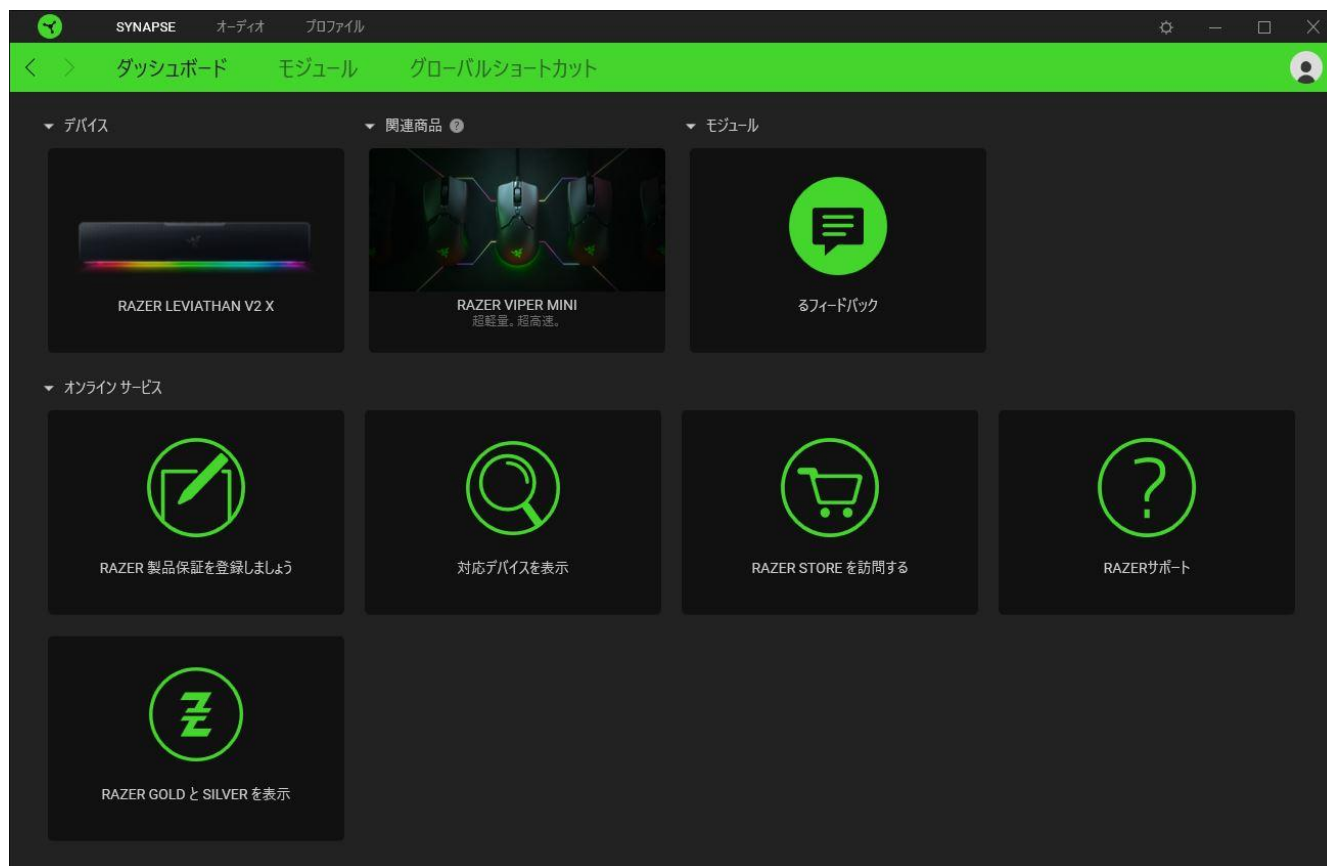 SYNAPSE オーディオ プロファイル
ダッシュボード モジュール グローバルショートカット
デバイス
関連商品 ?
モジュール
RAZER LEVIATHAN V2 X
RAZER VIPER MINI
超軽量。超高速。
るフィードバック
オンライン サービス
RAZER 製品保証を登録しましょう
対応デバイスを表示
RAZER STORE を訪問する
RAZERサポート
RAZER GOLD と SILVER を表示